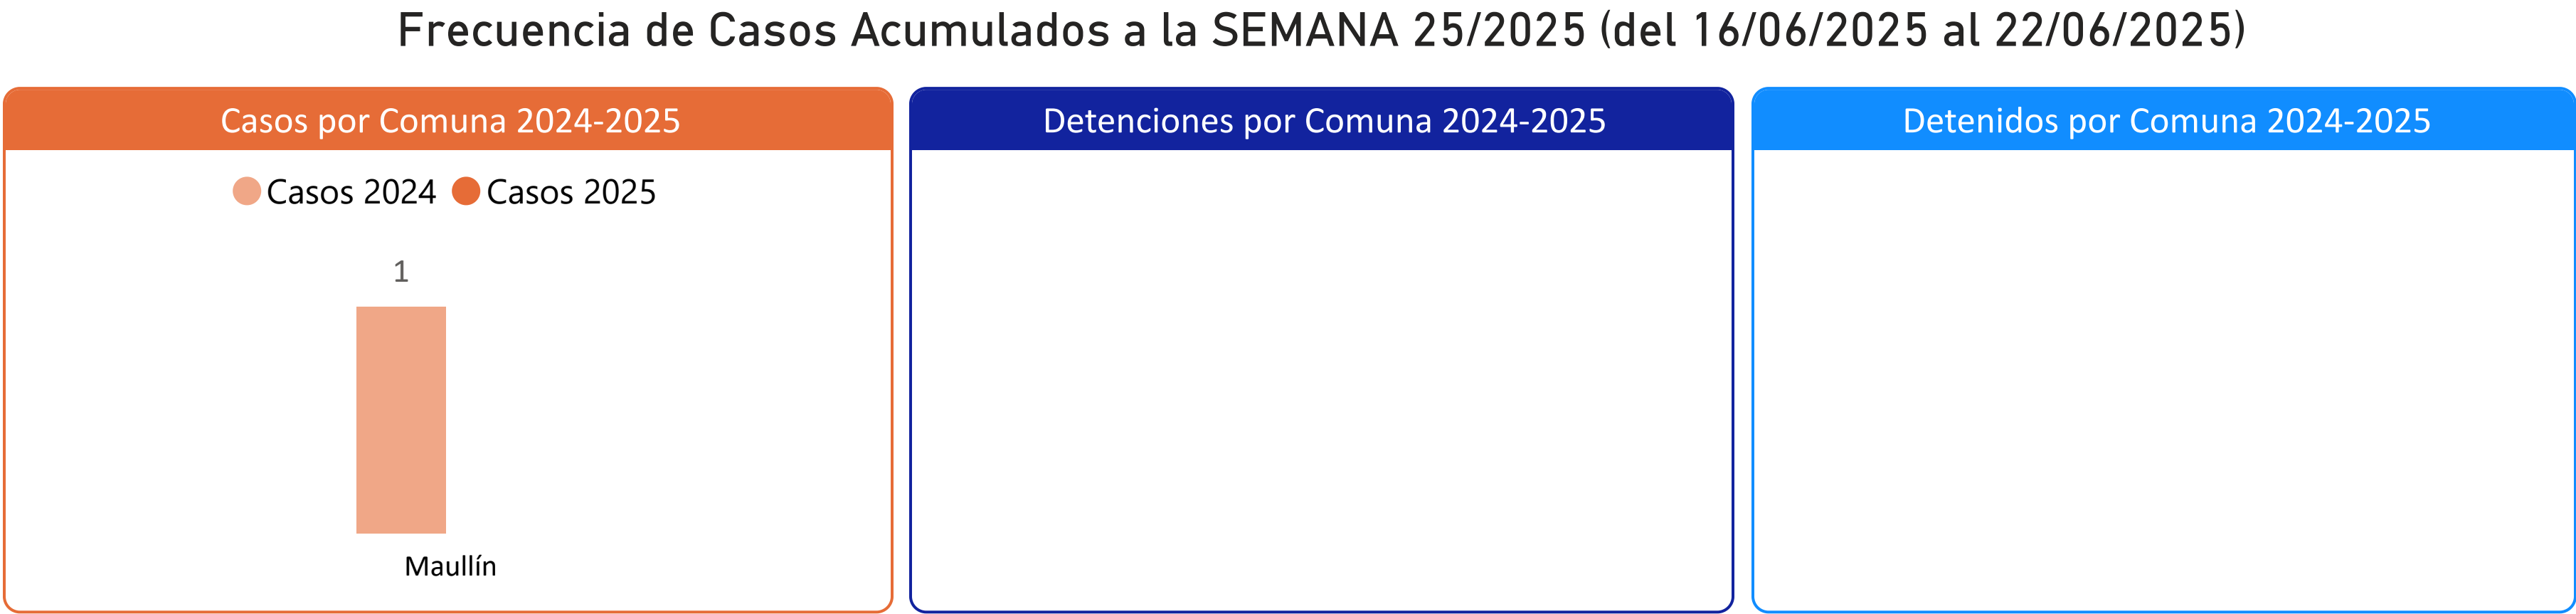 Frecuencia de Casos Acumulados a la SEMANA 25/2025 (del 16/06/2025 al 22/06/2025)
Casos por Comuna 2024-2025
Casos 2024 Casos 2025
1
Maullín
Detenciones por Comuna 2024-2025
Detenidos por Comuna 2024-2025